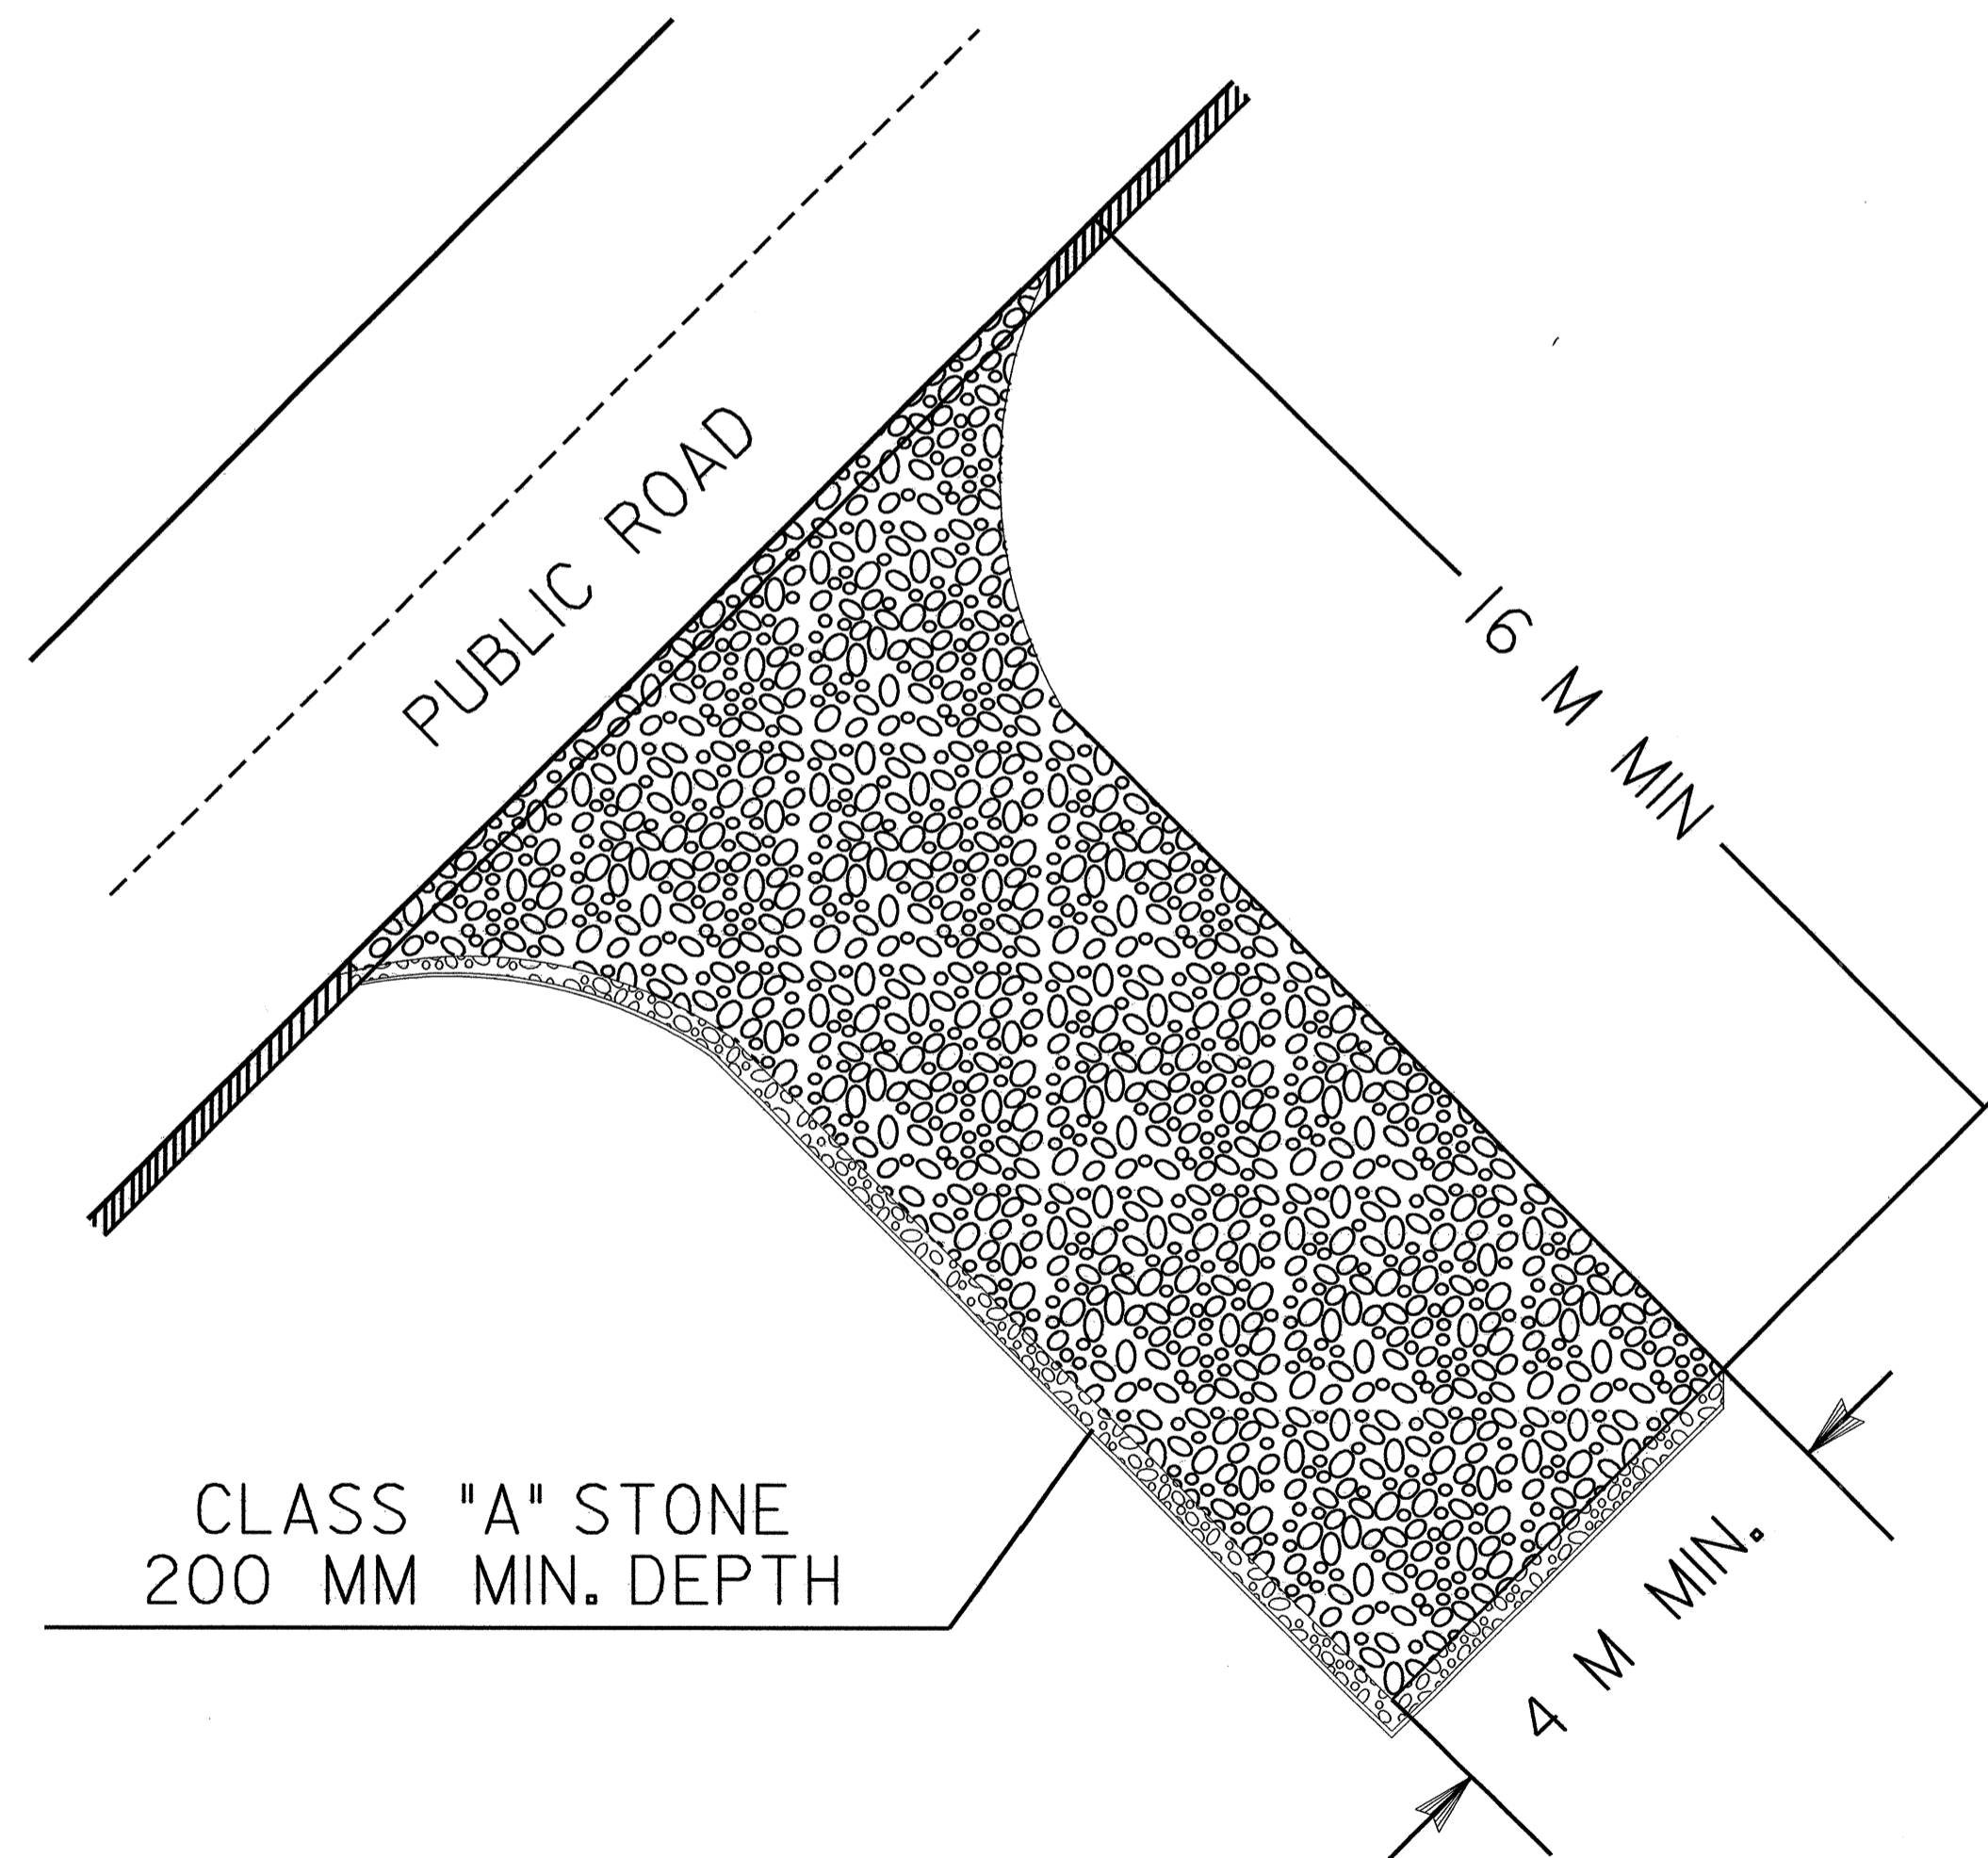 PUBLIC ROAD
16 M MIN
CLASS "A" STONE
200 MM MIN. DEPTH
4 M MIN.